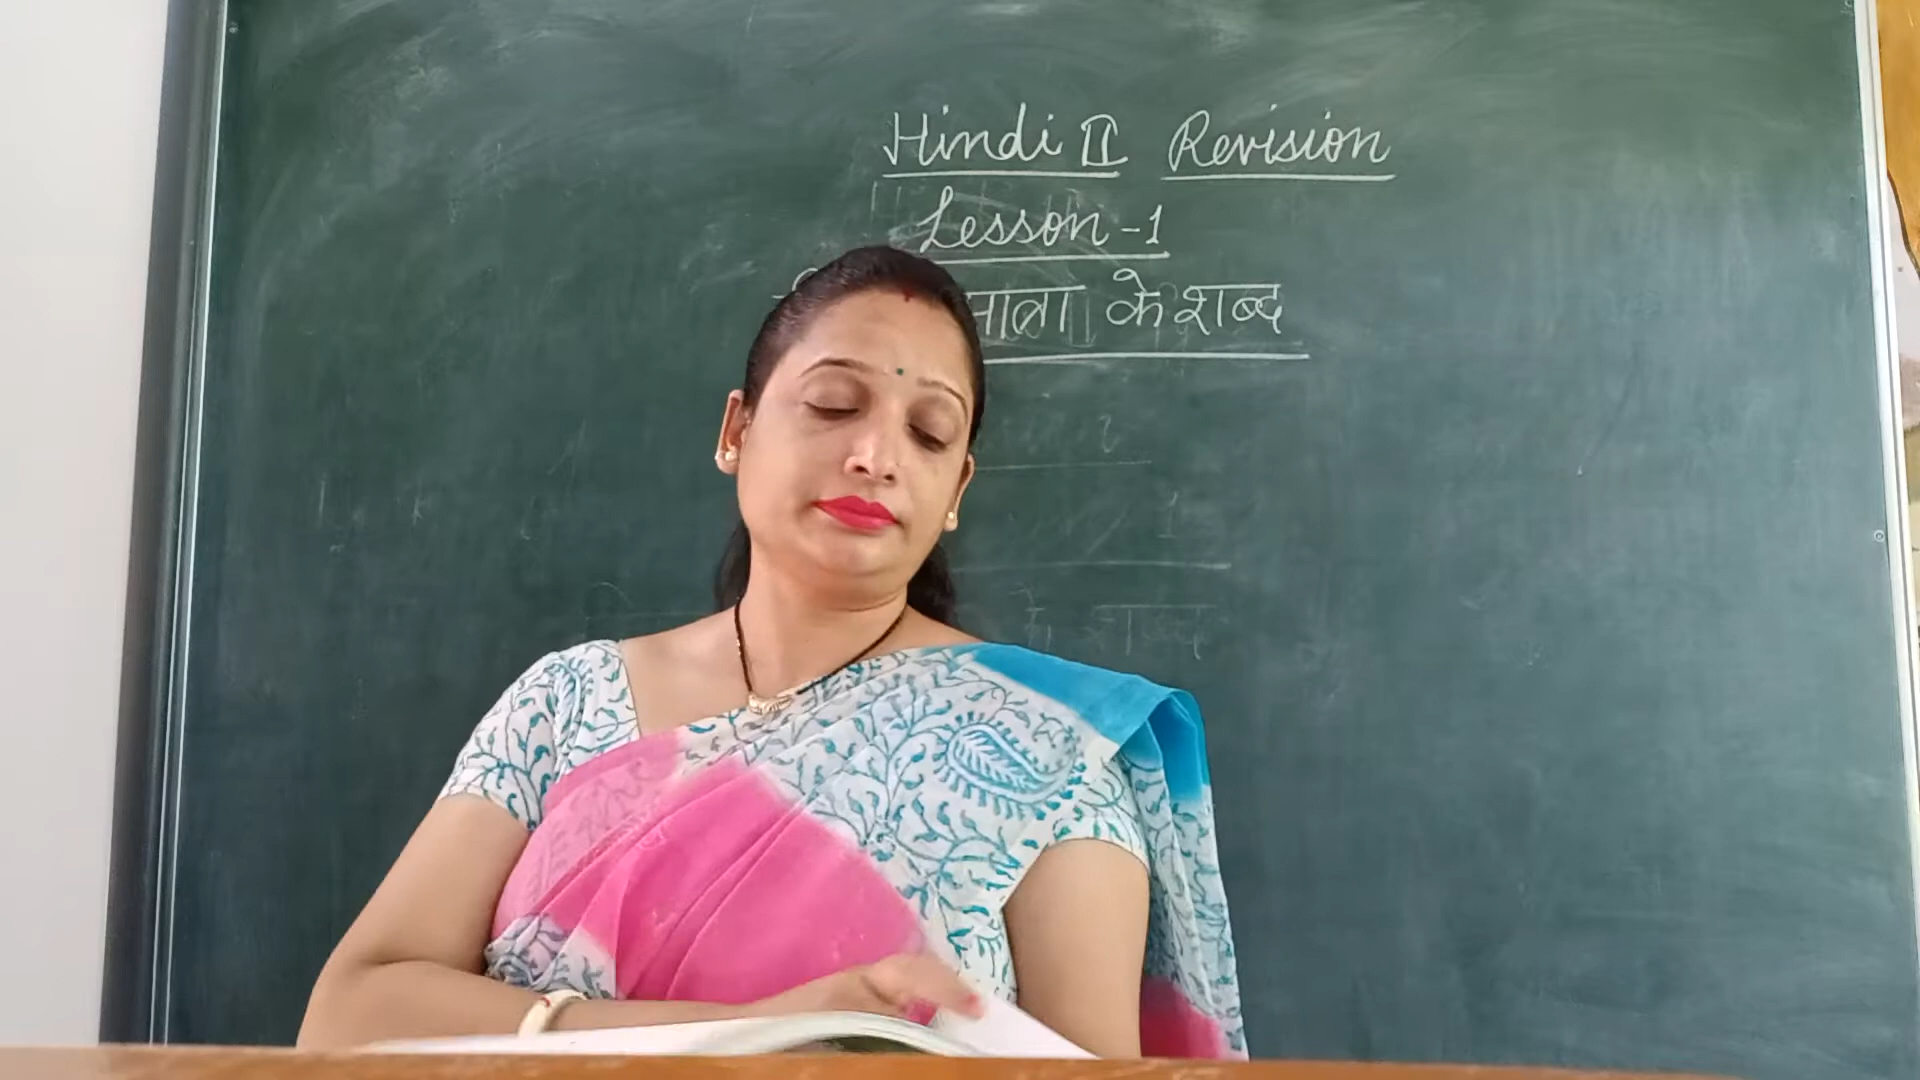 Hindi II Revision
Lesson-1
मात्रा के शब्द